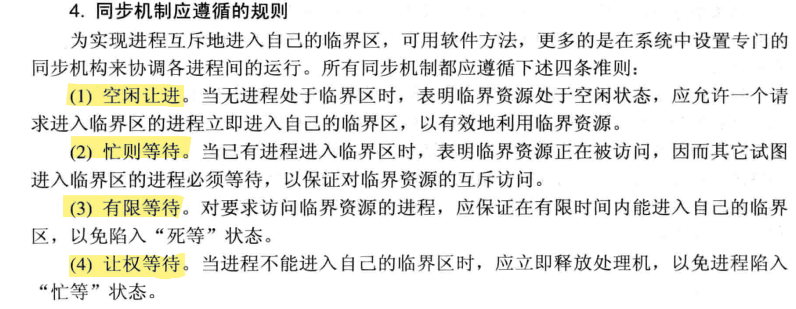 4. 同步机制应遵循的规则
为实现进程互斥地进入自己的临界区，可用软件方法，更多的是在系统中设置专门的
同步机构来协调各进程间的运行。所有同步机制都应遵循下述四条准则：
(1) 空闲让进。当无进程处于临界区时，表明临界资源处于空闲状态，应允许一个请
求进入临界区的进程立即进入自己的临界区，以有效地利用临界资源。
(2) 忙则等待。当已有进程进入临界区时，表明临界资源正在被访问，因而其它试图
进入临界区的进程必须等待，以保证对临界资源的互斥访问。
(3) 有限等待。对要求访问临界资源的进程，应保证在有限时间内能进入自己的临界
区，以免陷入“死等”状态。
(4) 让权等待。当进程不能进入自己的临界区时，应立即释放处理机，以免进程陷入
“忙等”状态。